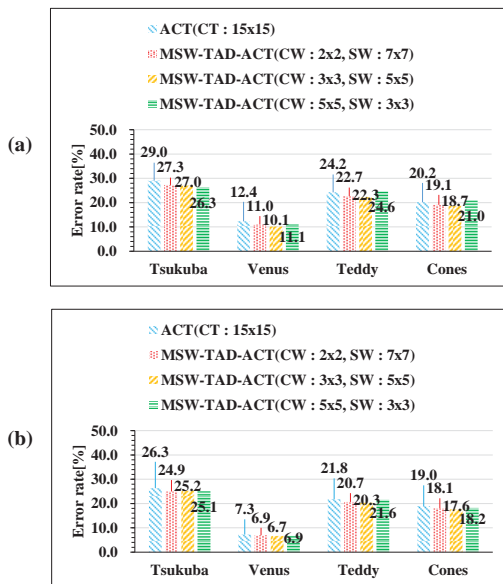 (a)
ACT(CT : 15x15)
MSW-TAD-ACT(CW : 2x2, SW : 7x7)
MSW-TAD-ACT(CW : 3x3, SW : 5x5)
MSW-TAD-ACT(CW : 5x5, SW : 3x3)
Error rate[%]
50.0
40.0
30.0
20.0
10.0
0.0
29.0 27.3 27.0 26.3
12.4 11.0 10.1 11.1
24.2 22.7 22.3 24.6
20.2 19.1 18.7 21.0
Tsukuba Venus Teddy Cones
(b)
ACT(CT : 15x15)
MSW-TAD-ACT(CW : 2x2, SW : 7x7)
MSW-TAD-ACT(CW : 3x3, SW : 5x5)
MSW-TAD-ACT(CW : 5x5, SW : 3x3)
Error rate[%]
50.0
40.0
30.0
20.0
10.0
0.0
26.3 24.9 25.2 25.1
7.3 6.9 6.7 6.9
21.8 20.7 20.3 21.6
19.0 18.1 17.6 18.2
Tsukuba Venus Teddy Cones